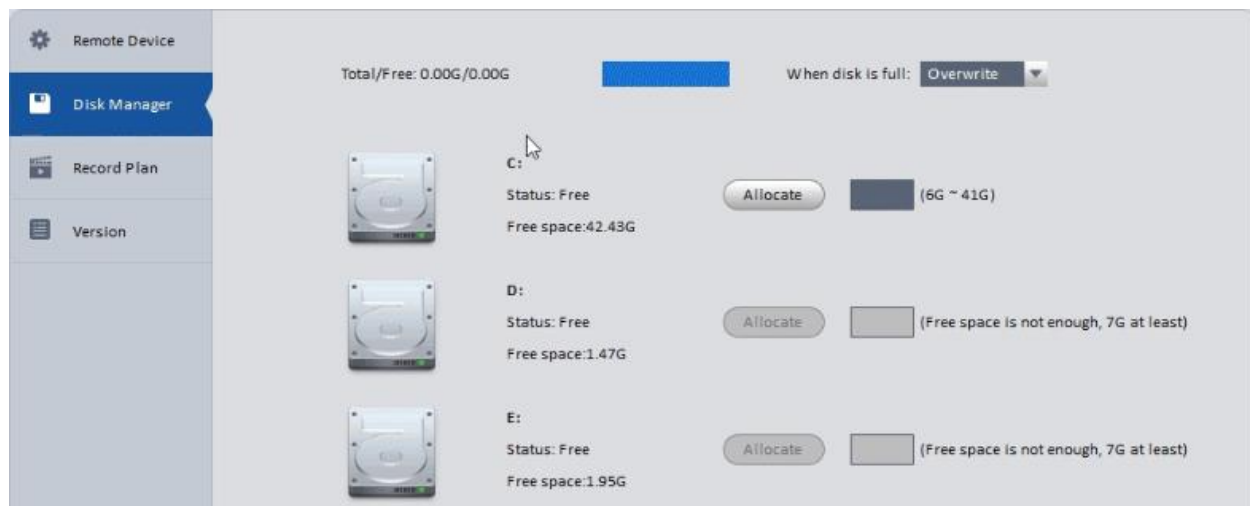 Remote Device
Total/Free: 0.00G/0.00G When disk is full: Overwrite
Disk Manager
Record Plan
Version
C:
Status: Free Allocate (6G ~ 41G)
Free space:42.43G
D:
Status: Free Allocate (Free space is not enough, 7G at least)
Free space:1.47G
E:
Status: Free Allocate (Free space is not enough, 7G at least)
Free space:1.95G